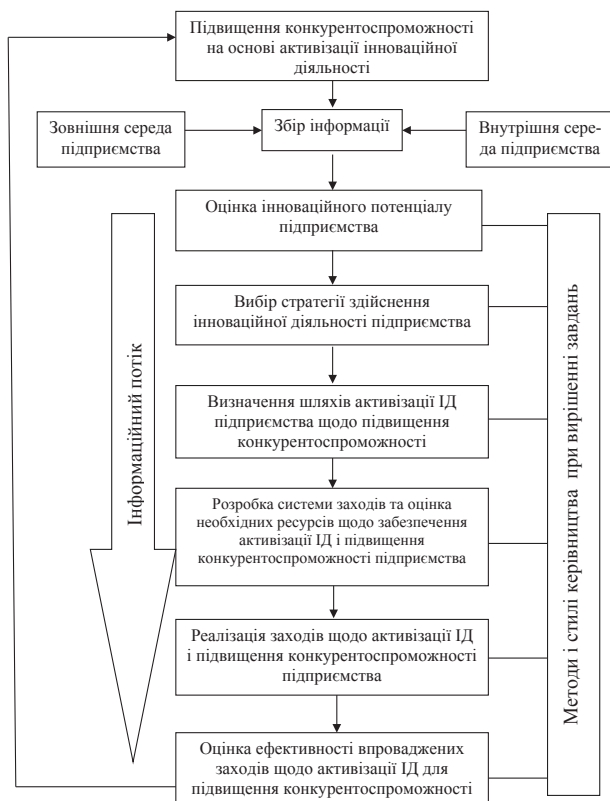 Підвищення конкурентоспроможності
на основі активізації інноваційної
діяльності
Зовнішня середа
підприємства
Збір інформації
Внутрішня сере-
да підприємства
Оцінка інноваційного потенціалу
підприємства
Вибір стратегії здійснення
інноваційної діяльності підприємства
Визначення шляхів активізації ІД
підприємства щодо підвищення
конкурентоспроможності
Розробка системи заходів та оцінка
необхідних ресурсів щодо забезпечення
активізації ІД і підвищення
конкурентоспроможності підприємства
Реалізація заходів щодо активізації ІД
і підвищення конкурентоспроможності
підприємства
Оцінка ефективності впроваджених
заходів щодо активізації ІД для
підвищення конкурентоспроможності
Інформаційний потік
Методи і стилі керівництва при вирішенні завдань